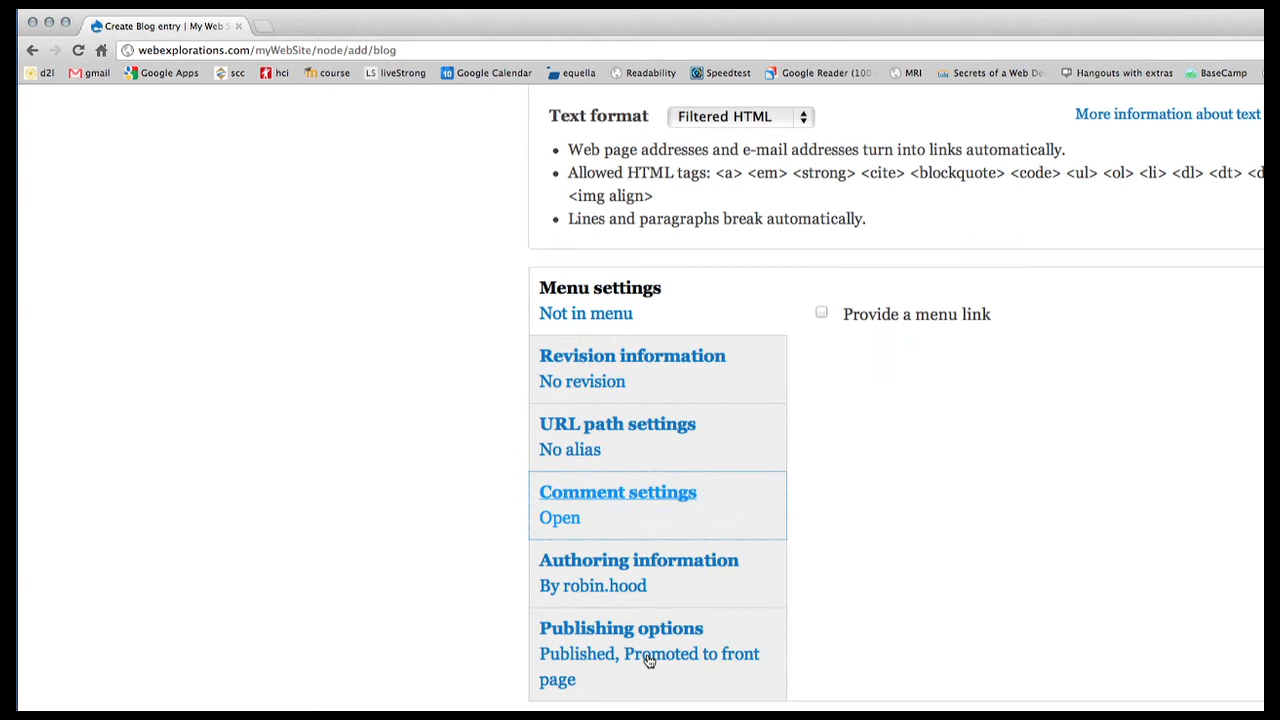 Create Blog entry | My Web S
webexplorations.com/myWebSite/node/add/blog
d2l gmail Google Apps scc hci course LS liveStrong 10 Google Calendar equella Readability Speedtest Google Reader (100 MRI Secrets of a Web De Hangouts with extras BaseCamp
Text format Filtered HTML More information about text
Web page addresses and e-mail addresses turn into links automatically.
Allowed HTML tags: <a> <em> <strong> <cite> <blockquote> <code> <ul> <ol> <li> <dl> <dt> <d
<img align>
Lines and paragraphs break automatically.
Menu settings
Not in menu
Provide a menu link
Revision information
No revision
URL path settings
No alias
Comment settings
Open
Authoring information
By robin.hood
Publishing options
Published, Promoted to front
page